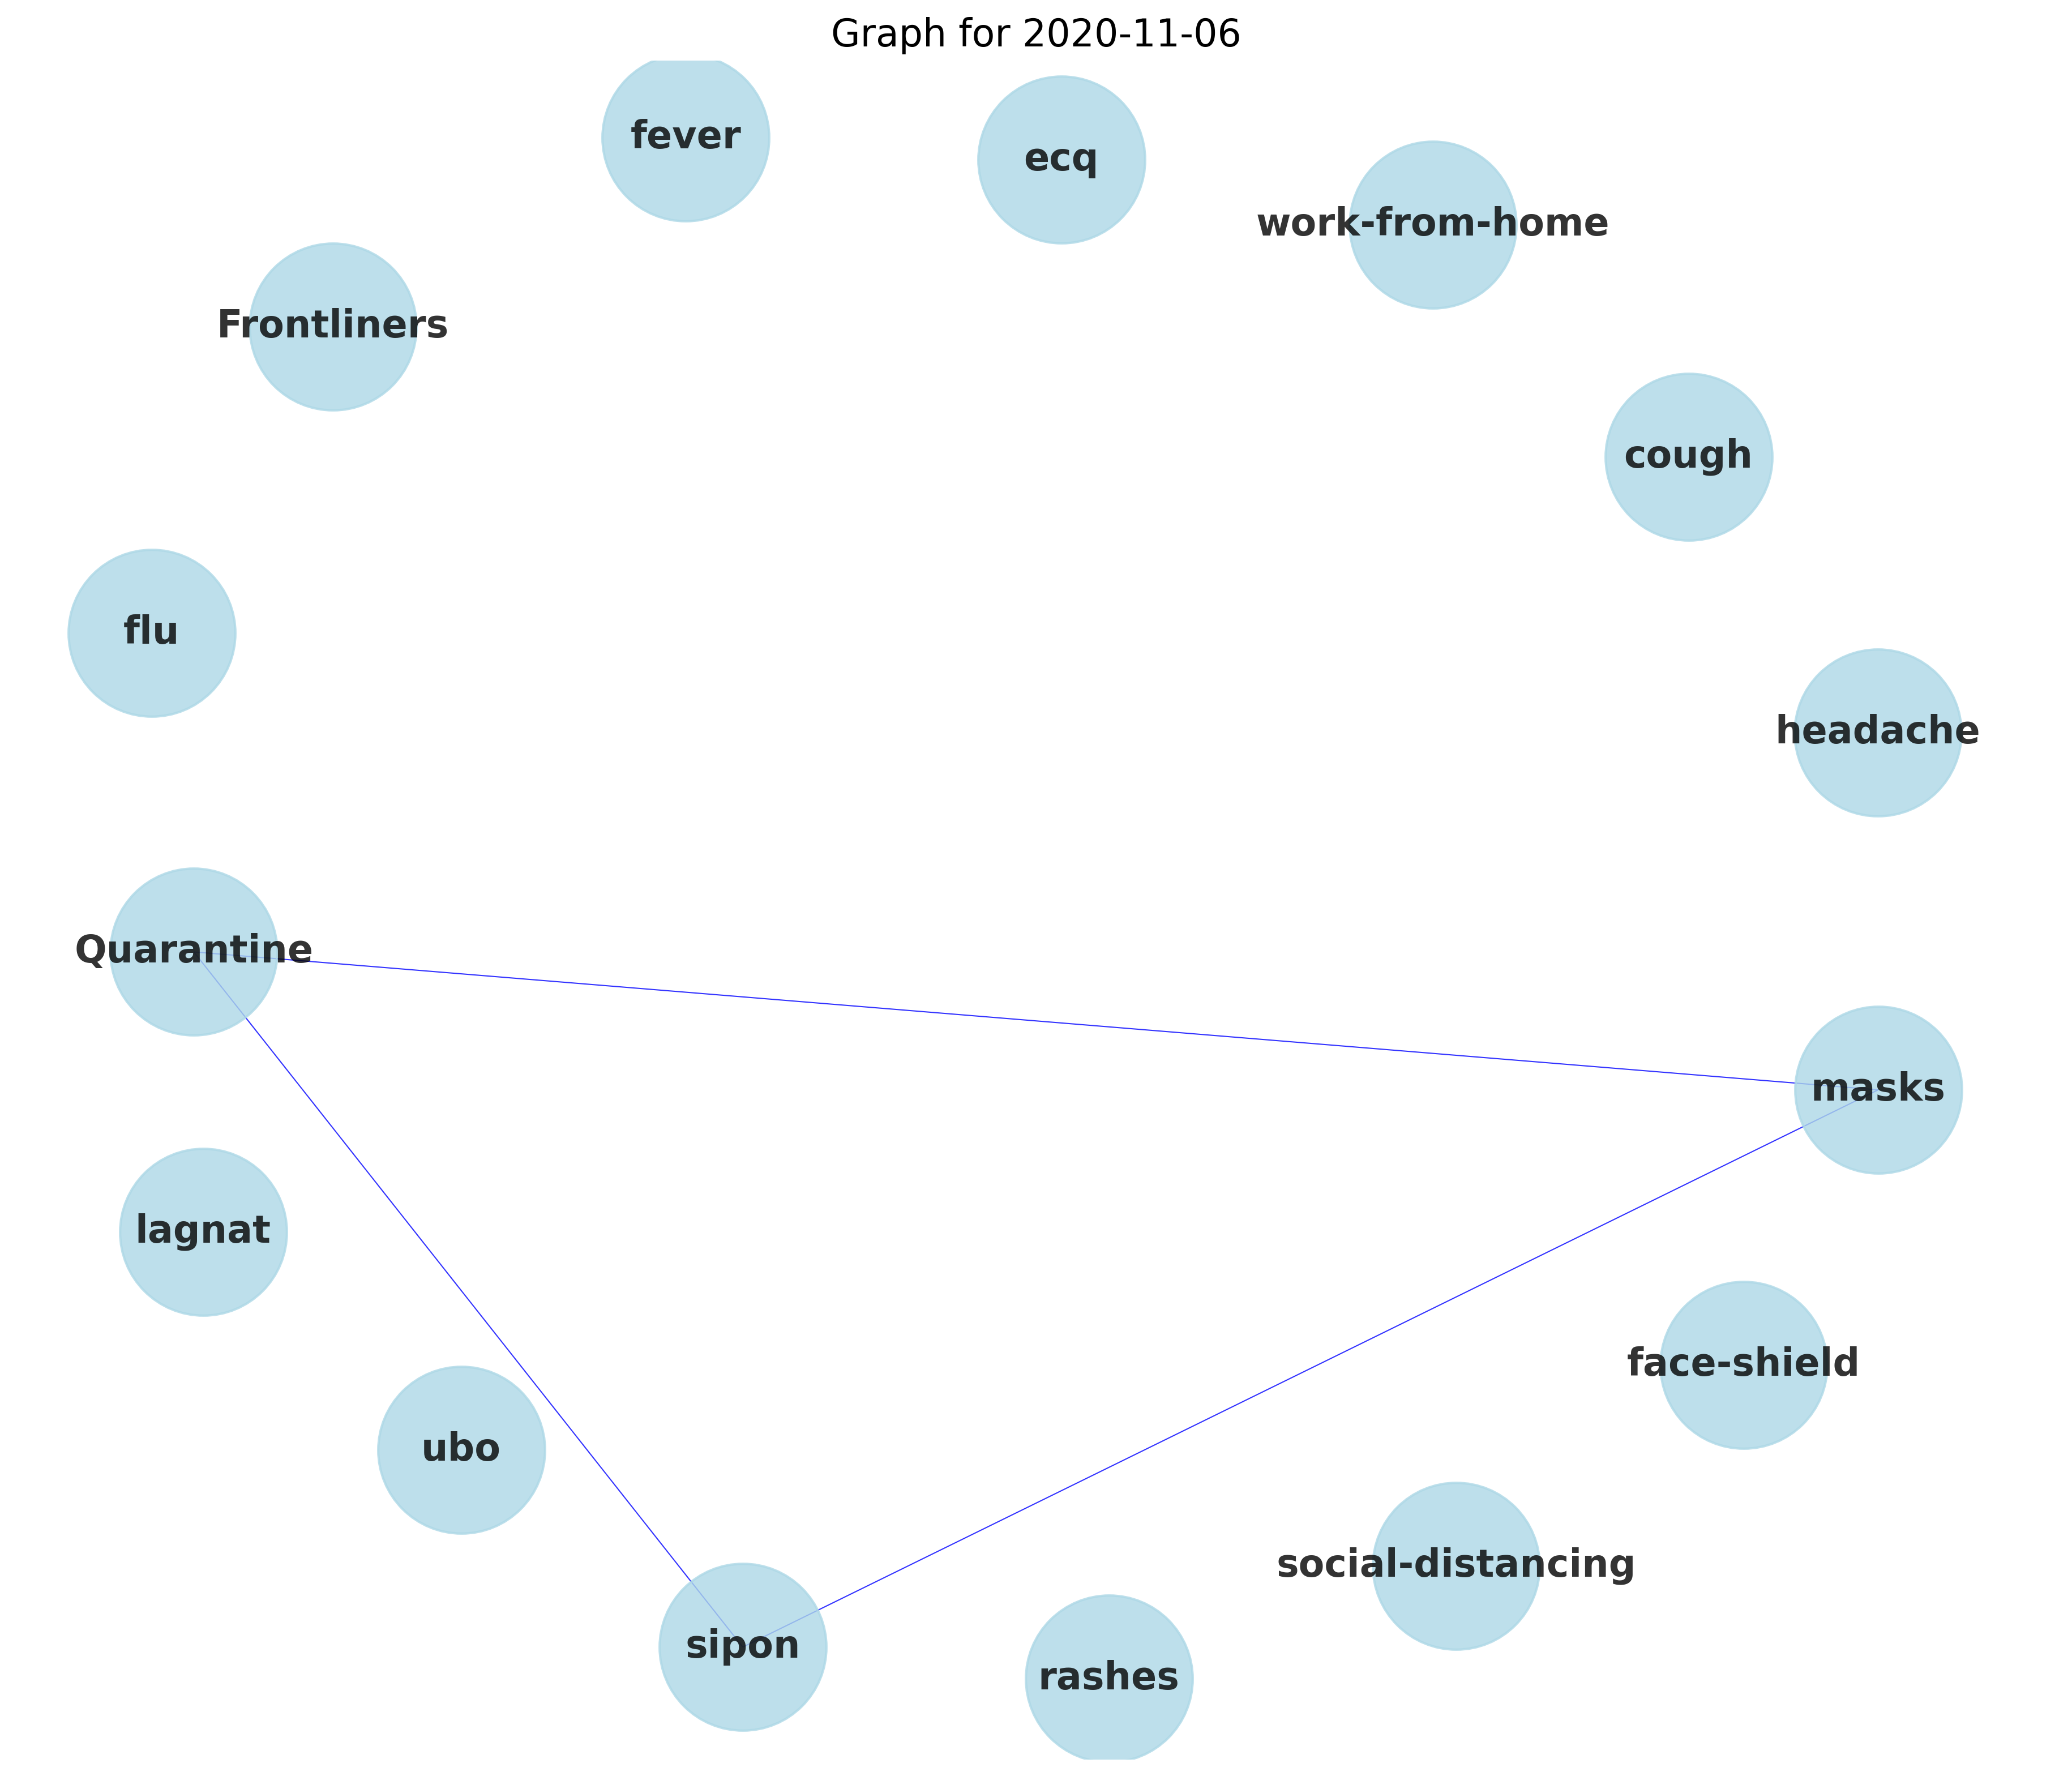 Graph for 2020-11-06
fever
ecq
work-from-home
Frontliners
cough
flu
headache
Quarantine
masks
lagnat
face-shield
ubo
social-distancing
sipon
rashes